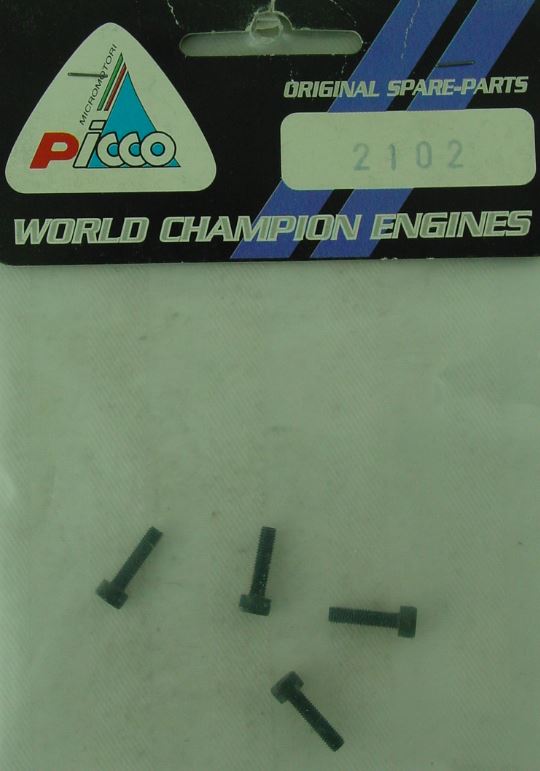 MICROMOTORI
Picco
ORIGINAL SPARE-PARTS
2102
WORLD CHAMPION ENGINES